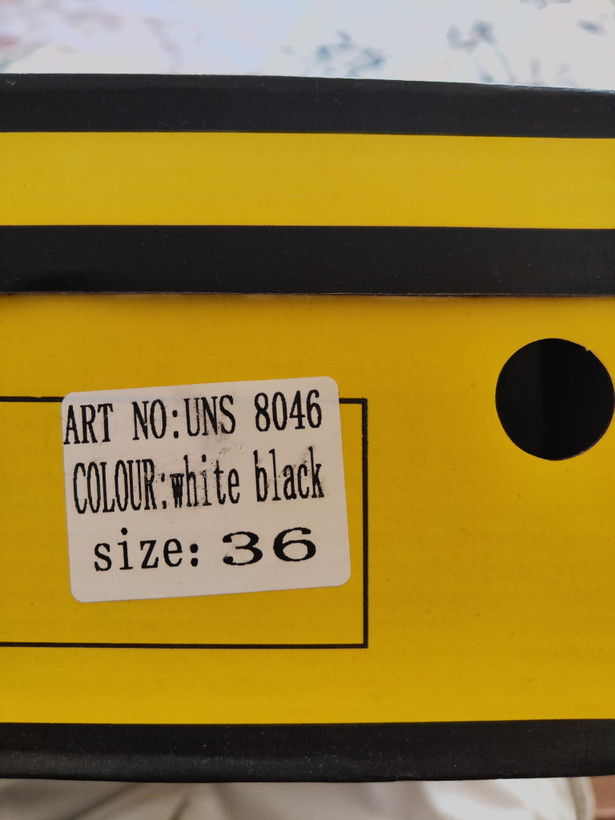 ART NO:UNS 8046
COLOUR:white black
size: 36